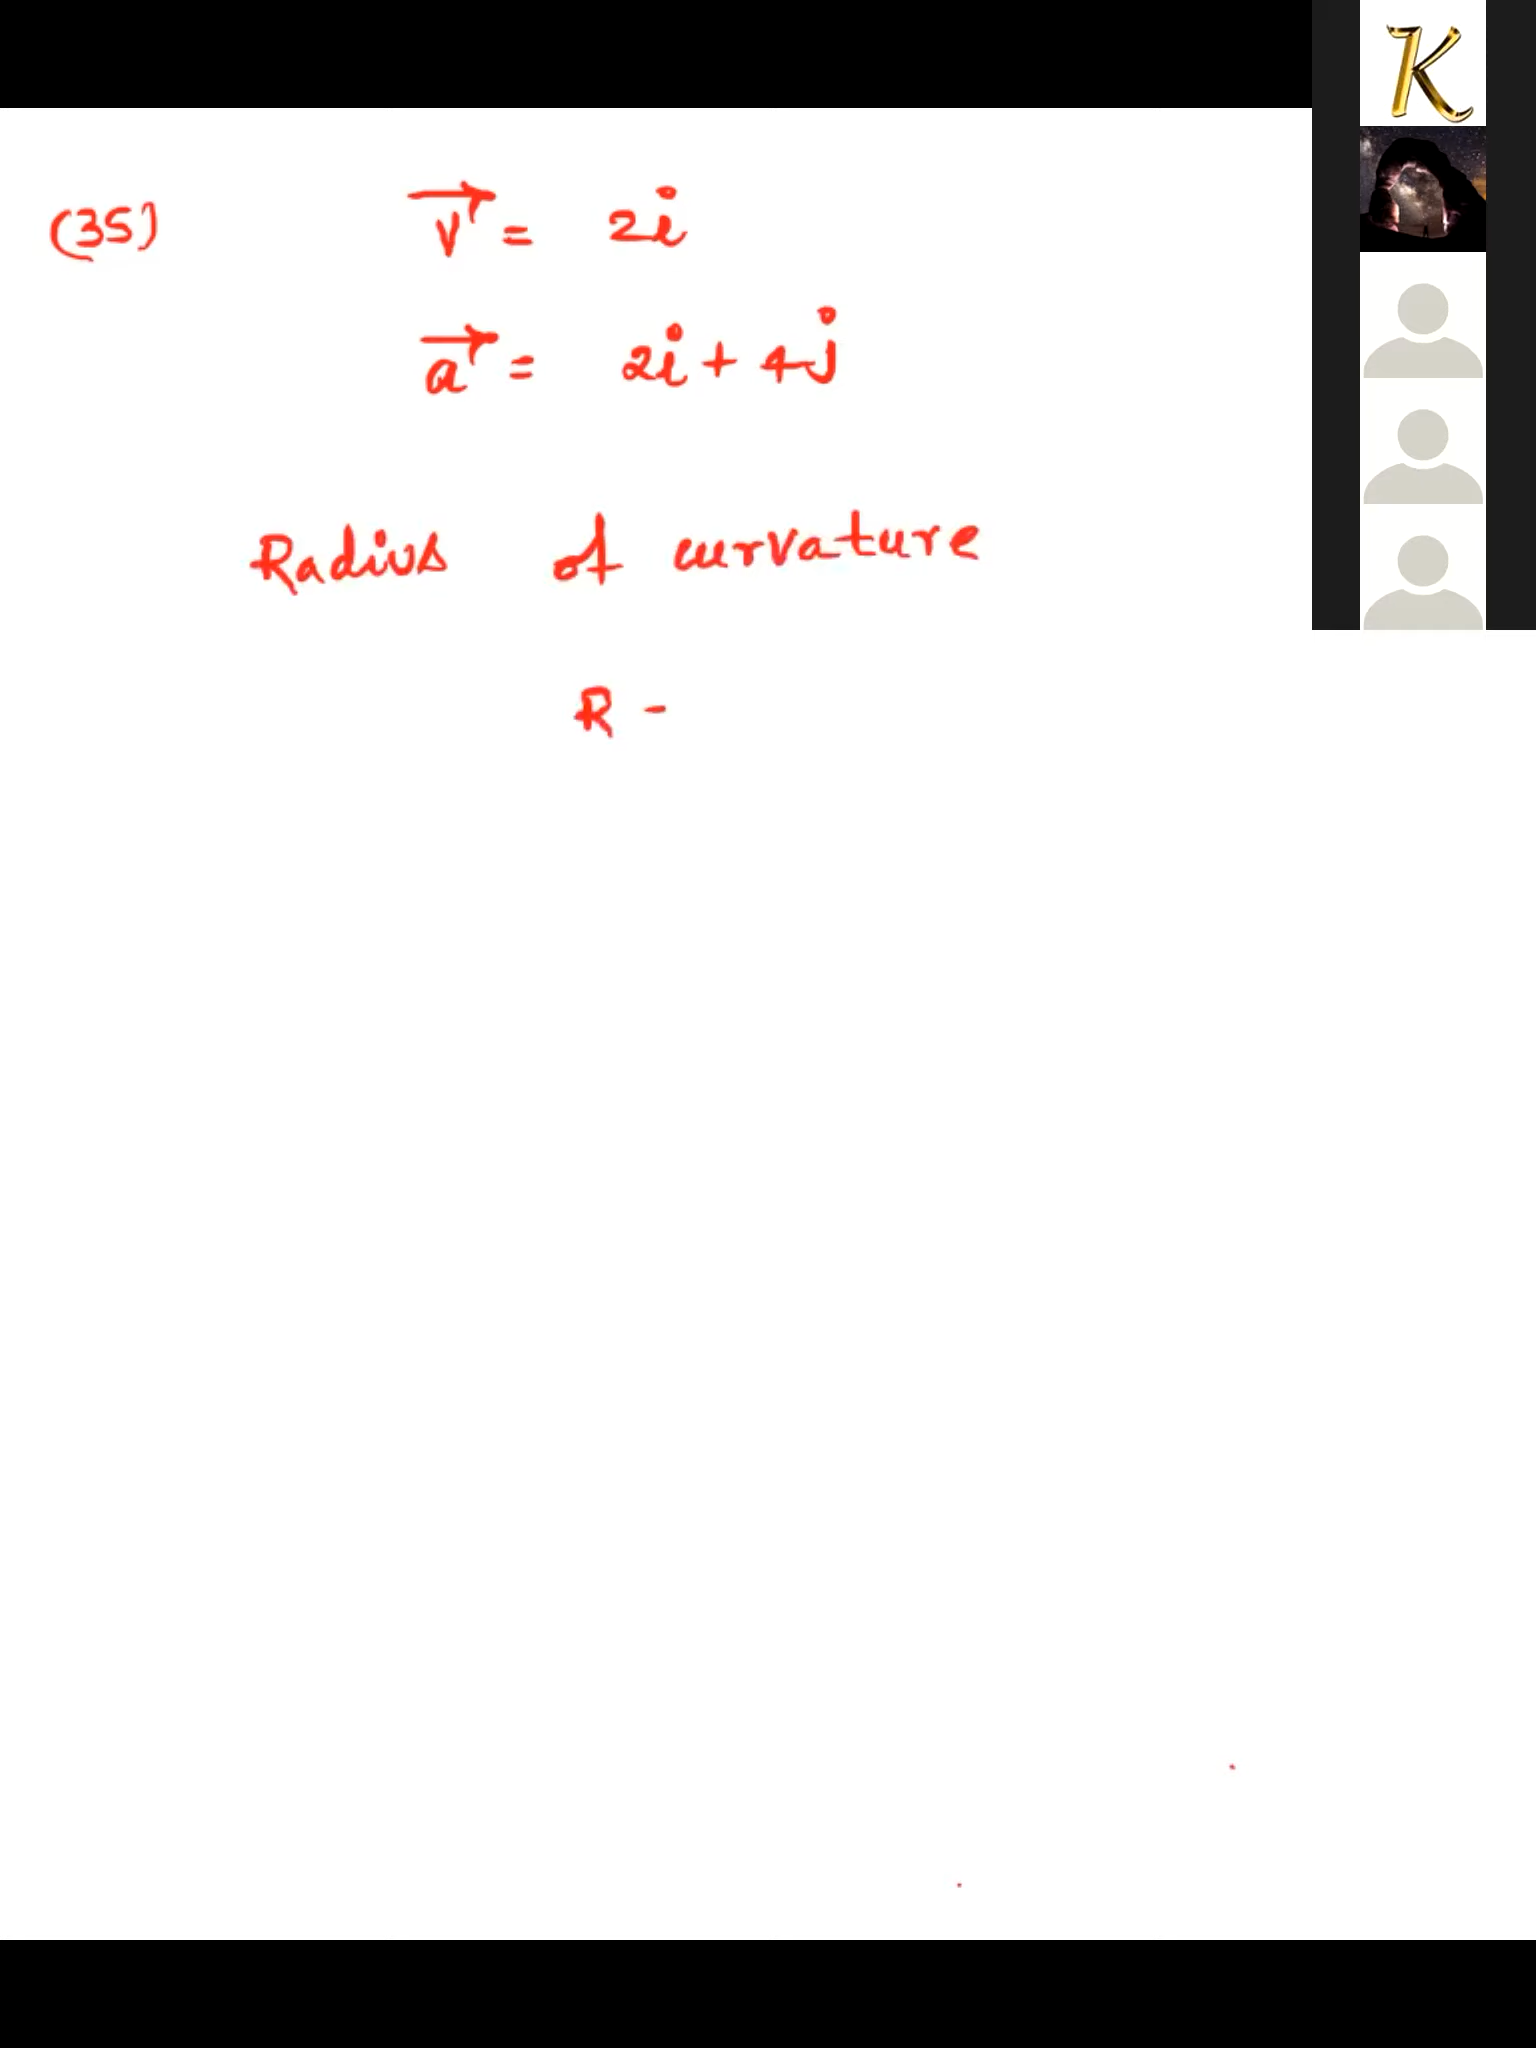 (35) v⃗ = 2i
a⃗ = 2i + 4j
Radius of curvature
R -
K